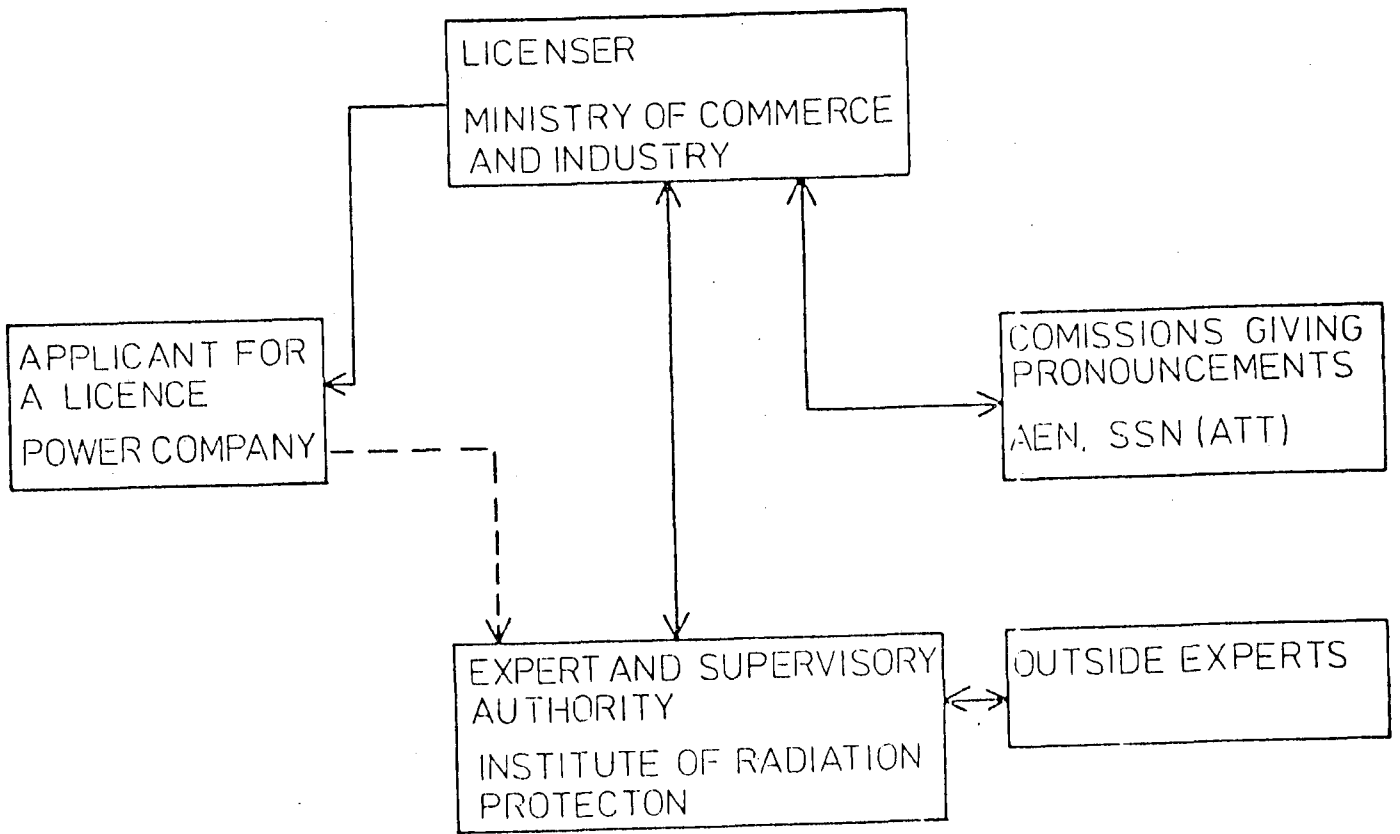 LICENSER
MINISTRY OF COMMERCE
AND INDUSTRY
APPLICANT FOR
A LICENCE
POWER COMPANY
COMISSIONS GIVING
PRONOUNCEMENTS
AEN, SSN (ATT)
EXPERT AND SUPERVISORY
AUTHORITY
INSTITUTE OF RADIATION
PROTECTON
OUTSIDE EXPERTS